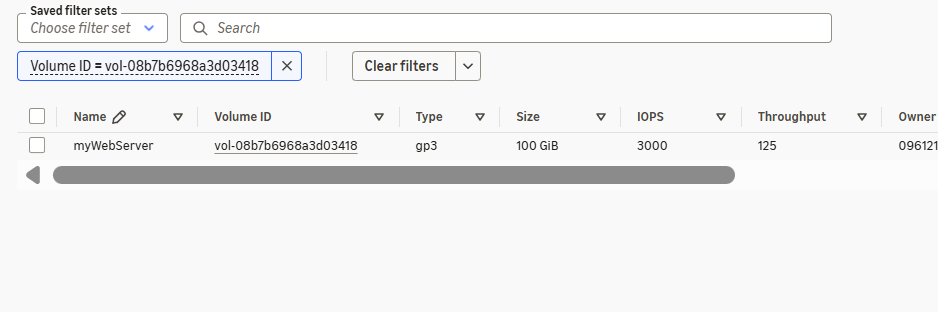 Saved filter sets
Choose filter set
Search
Volume ID = vol-08b7b6968a3d03418
Clear filters
Name Volume ID Type Size IOPS Throughput Owner
myWebServer vol-08b7b6968a3d03418 gp3 100 GiB 3000 125 096121